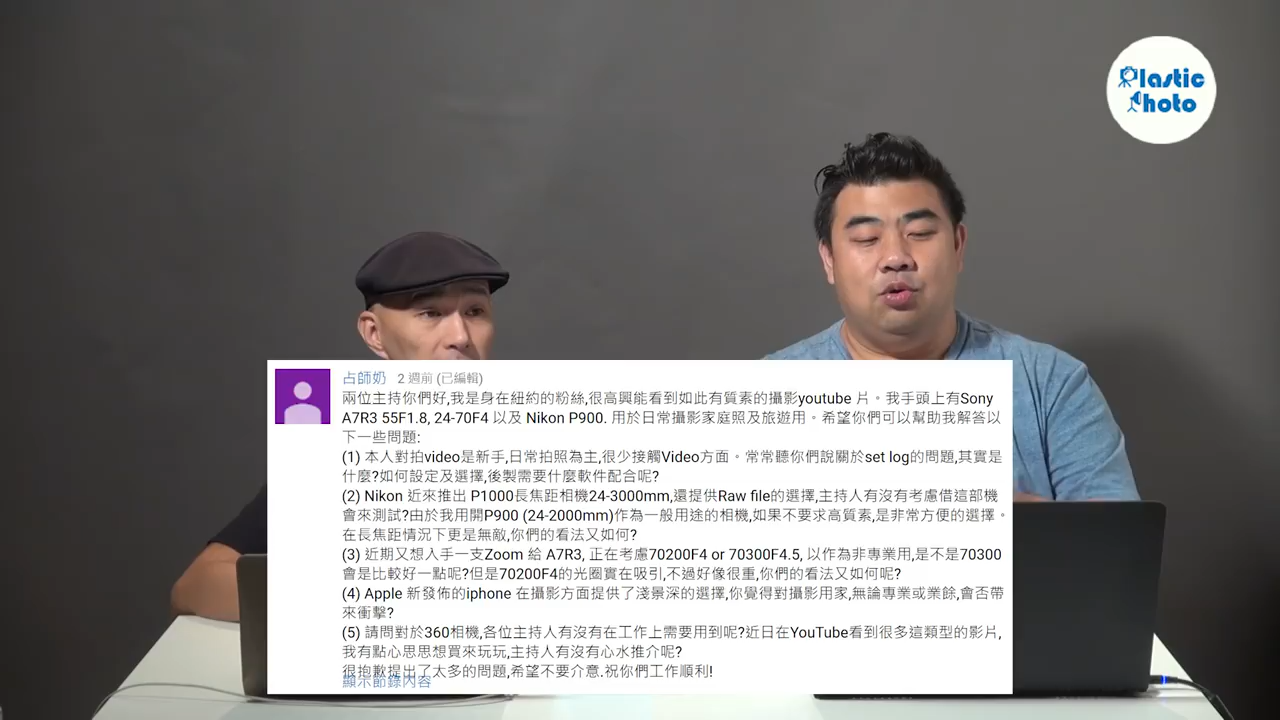 Plastic
Photo
占師奶 2 週前 (已編輯)
兩位主持你們好,我是身在紐約的粉絲,很高興能看到如此有質素的攝影youtube 片。我手頭上有Sony
A7R3 55F1.8, 24-70F4 以及 Nikon P900. 用於日常攝影家庭照及旅遊用。希望你們可以幫助我解答以
下一些問題:
(1) 本人對拍video是新手,日常拍照為主,很少接觸Video方面。常常聽你們說關於set log的問題,其實是
什麼?如何設定及選擇,後製需要什麼軟件配合呢?
(2) Nikon 近來推出 P1000長焦距相機24-3000mm,還提供Raw file的選擇,主持人有沒有考慮借這部機
會來測試?由於我用開P900 (24-2000mm)作為一般用途的相機,如果不要求高質素,是非常方便的選擇。
在長焦距情況下更是無敵,你們的看法又如何?
(3) 近期又想入手一支Zoom 給 A7R3, 正在考慮70200F4 or 70300F4.5, 以作為非專業用,是不是70300
會是比較好一點呢?但是70200F4的光圈實在吸引,不過好像很重,你們的看法又如何呢?
(4) Apple 新發佈的iphone 在攝影方面提供了淺景深的選擇,你覺得對攝影用家,無論專業或業餘,會否帶
來衝擊?
(5) 請問對於360相機,各位主持人有沒有在工作上需要用到呢?近日在YouTube看到很多這類型的影片,
我有點心思思想買來玩玩,主持人有沒有心水推介呢?
很抱歉提出了太多的問題,希望不要介意.祝你們工作順利!
顯示節錄內容